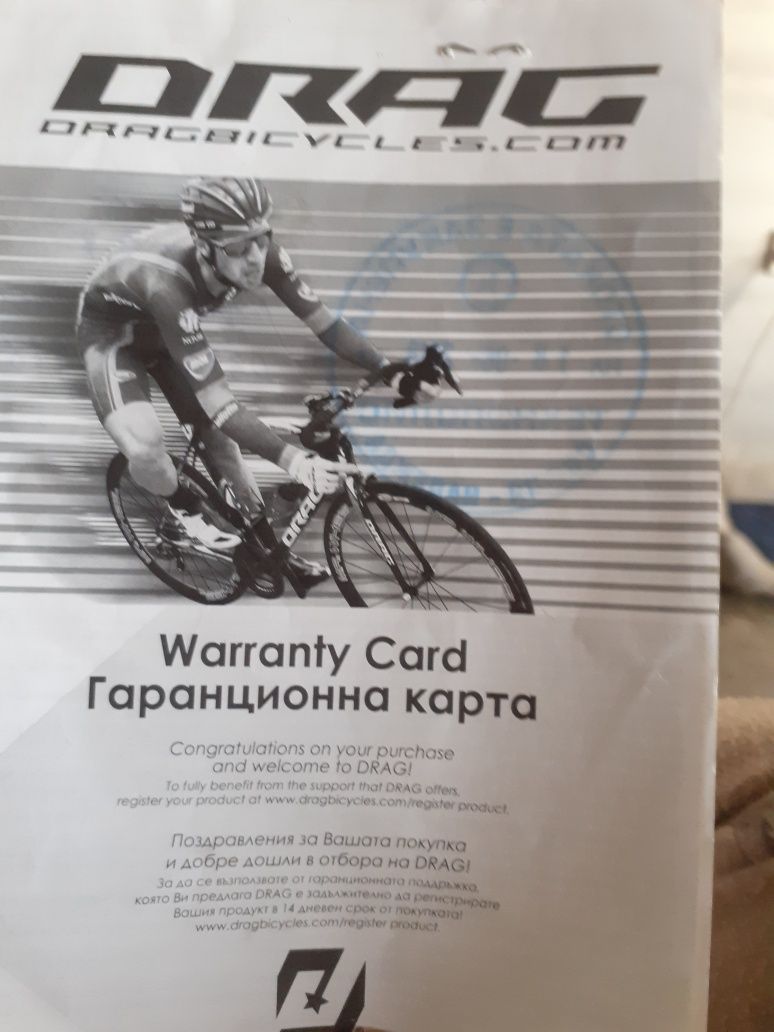 DRAG
DRAGBICYCLES.COM
DRAG
Warranty Card
Гаранционна карта
Congratulations on your purchase
and welcome to DRAG!
To fully benefit from the support that DRAG offers,
register your product at www.dragbicycles.com/register product.
Поздравления за Вашата покупка
и добре дошли в отбора на DRAG!
За да се възползвате от гаранционната поддръжка,
която Ви предлага DRAG е задължително да регистрирате
Вашия продукт в 14 дневен срок от покупката!
www.dragbicycles.com/register product.